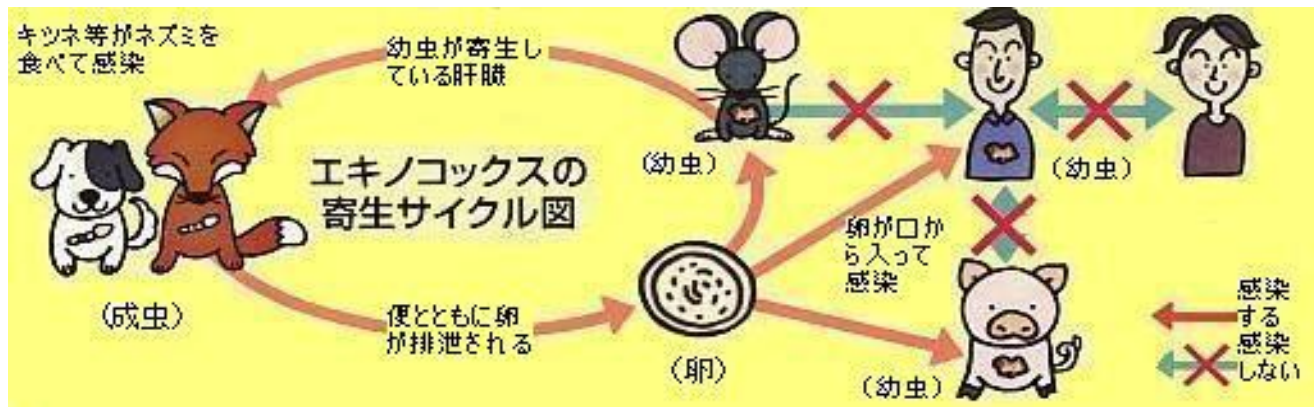 キツネ等がネズミを
食べて感染
幼虫が寄生し
ている肝臓
エキノコックスの
寄生サイクル図
(成虫)
便とともに卵
が排泄される
(卵)
(幼虫)
(幼虫)
卵が口か
ら入って
感染
(幼虫)
感染
する
感染
しない